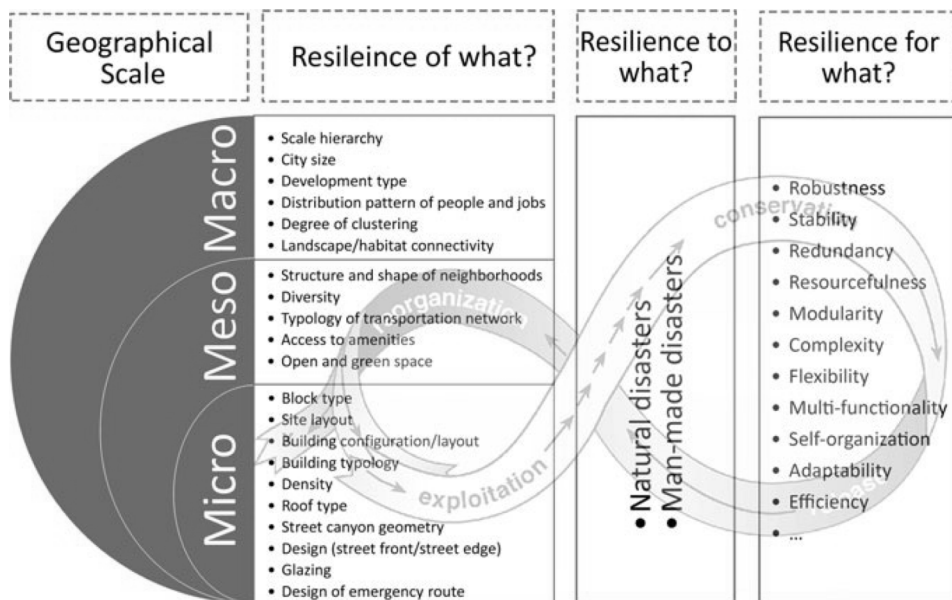 Geographical
Scale
Resileince of what?
Resilience to
what?
Resilience for
what?
Macro
• Scale hierarchy
• City size
• Development type
• Distribution pattern of people and jobs
• Degree of clustering
• Landscape/habitat connectivity
Meso
• Structure and shape of neighborhoods
• Diversity
• Typology of transportation network
• Access to amenities
• Open and green space
Micro
• Block type
• Site layout
• Building configuration/layout
• Building typology
• Density
• Roof type
• Street canyon geometry
• Design (street front/street edge)
• Glazing
• Design of emergency route
• Natural disasters
• Man-made disasters
• Robustness
• Stability
• Redundancy
• Resourcefulness
• Modularity
• Complexity
• Flexibility
• Multi-functionality
• Self-organization
• Adaptability
• Efficiency
• ...
reorganization
exploitation
conservation